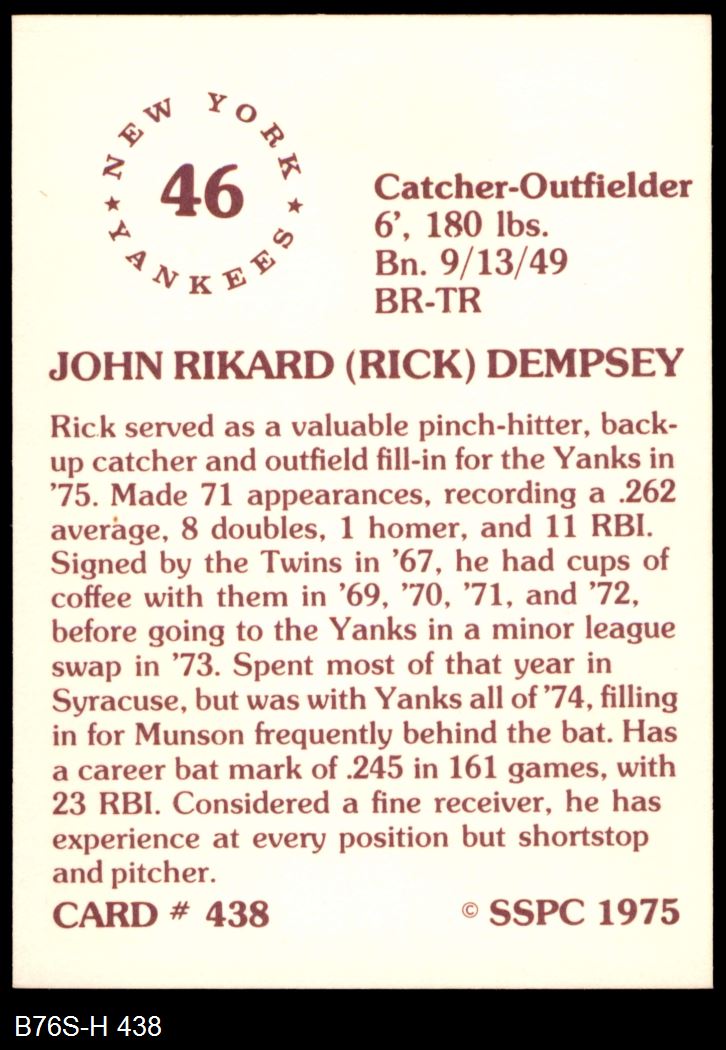 ★ NEW YORK ★
YANKEES
46
Catcher-Outfielder
6', 180 lbs.
Bn. 9/13/49
BR-TR
JOHN RIKARD (RICK) DEMPSEY
Rick served as a valuable pinch-hitter, back-
up catcher and outfield fill-in for the Yanks in
'75. Made 71 appearances, recording a .262
average, 8 doubles, 1 homer, and 11 RBI.
Signed by the Twins in '67, he had cups of
coffee with them in '69, '70, '71, and '72,
before going to the Yanks in a minor league
swap in '73. Spent most of that year in
Syracuse, but was with Yanks all of '74, filling
in for Munson frequently behind the bat. Has
a career bat mark of .245 in 161 games, with
23 RBI. Considered a fine receiver, he has
experience at every position but shortstop
and pitcher.
CARD # 438 © SSPC 1975
B76S-H 438